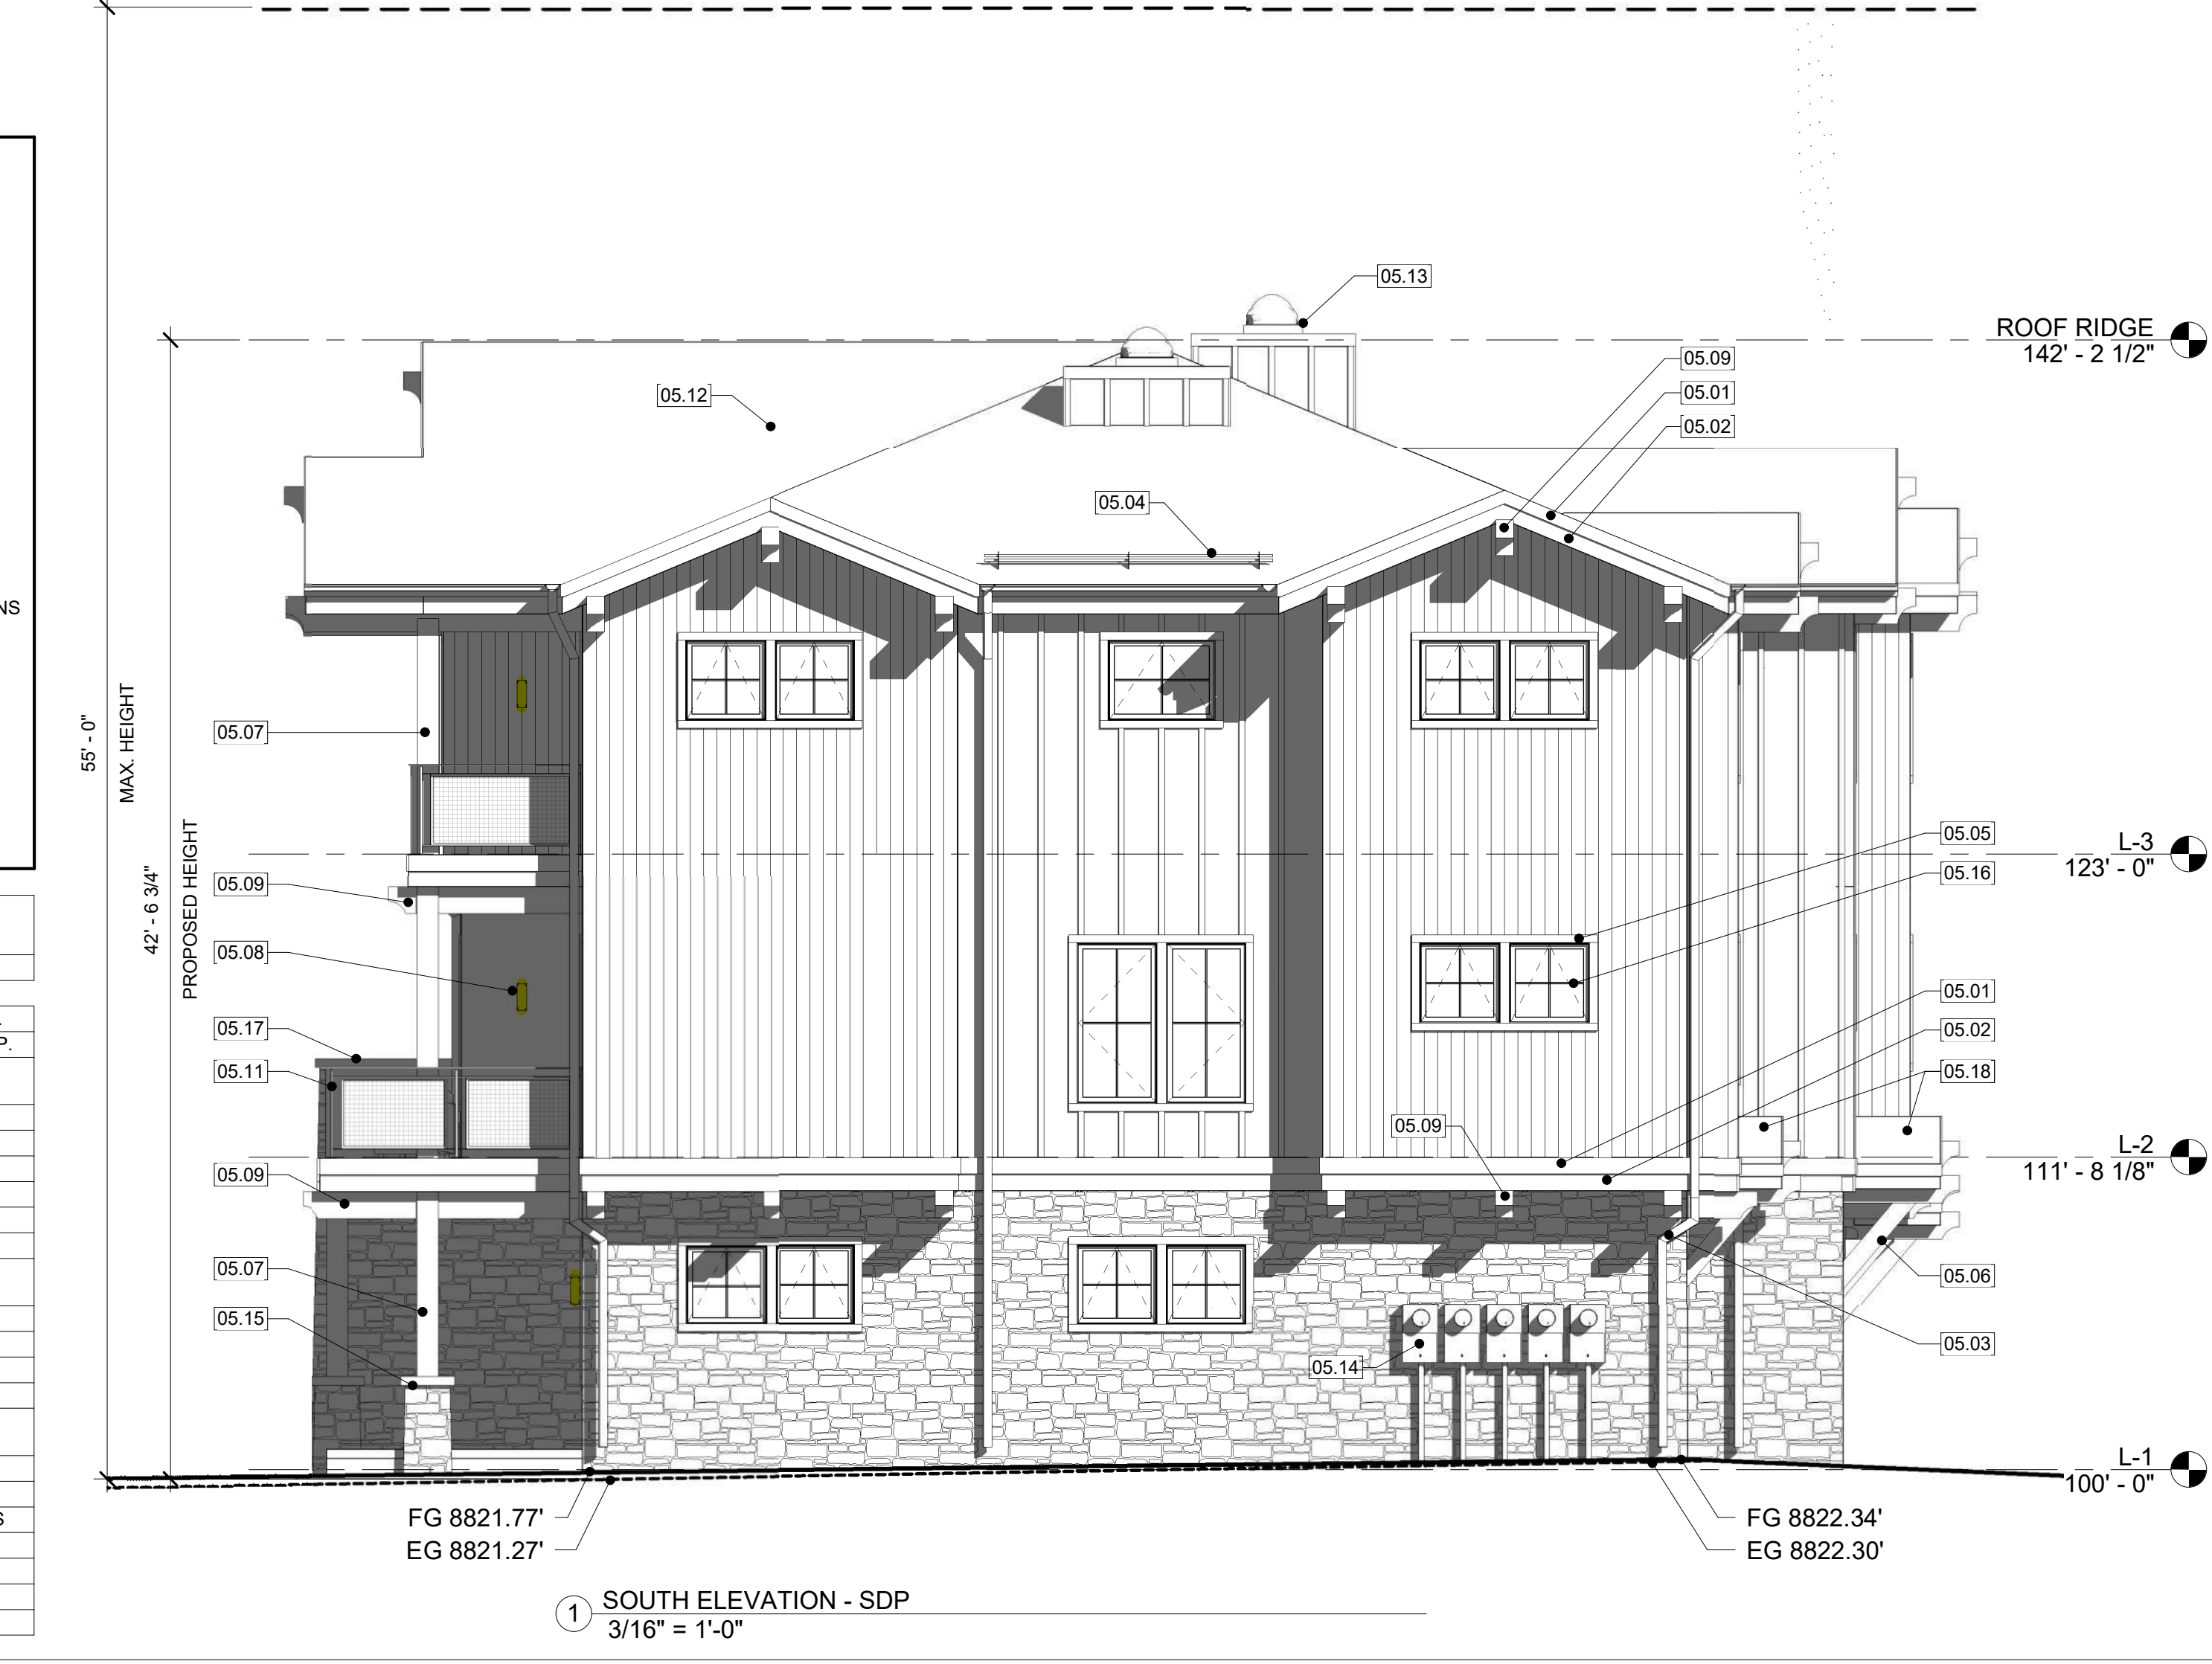 NS
P.
S
55' - 0"
MAX. HEIGHT
42' - 6 3/4"
PROPOSED HEIGHT
05.13
ROOF RIDGE
142' - 2 1/2"
05.09
05.01
05.02
05.12
05.04
05.07
05.05
L-3
123' - 0"
05.16
05.09
05.08
05.01
05.17
05.02
05.11
05.18
05.09
L-2
111' - 8 1/8"
05.09
05.07
05.06
05.15
05.03
05.14
L-1
100' - 0"
FG 8821.77'
EG 8821.27'
FG 8822.34'
EG 8822.30'
1
SOUTH ELEVATION - SDP
3/16" = 1'-0"